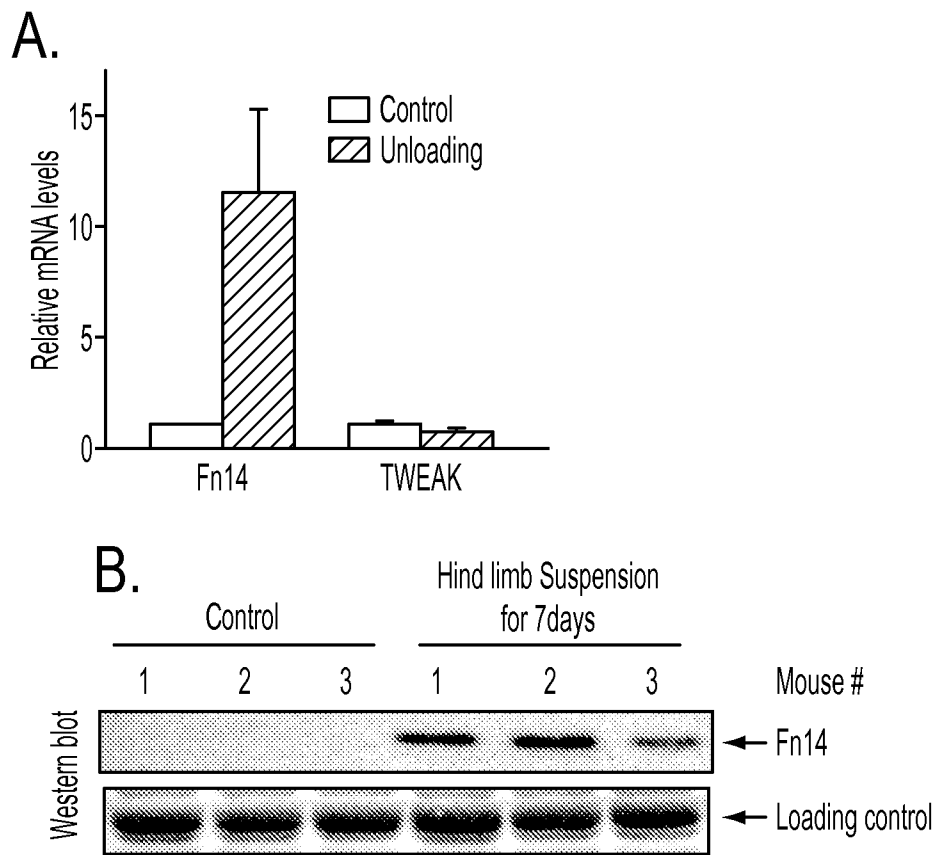 A.
Relative mRNA levels
15
10
5
0
Control
Unloading
Fn14
TWEAK
B.
Control
Hind limb Suspension
for 7days
1 2 3 1 2 3 Mouse #
Western blot
Fn14
Loading control